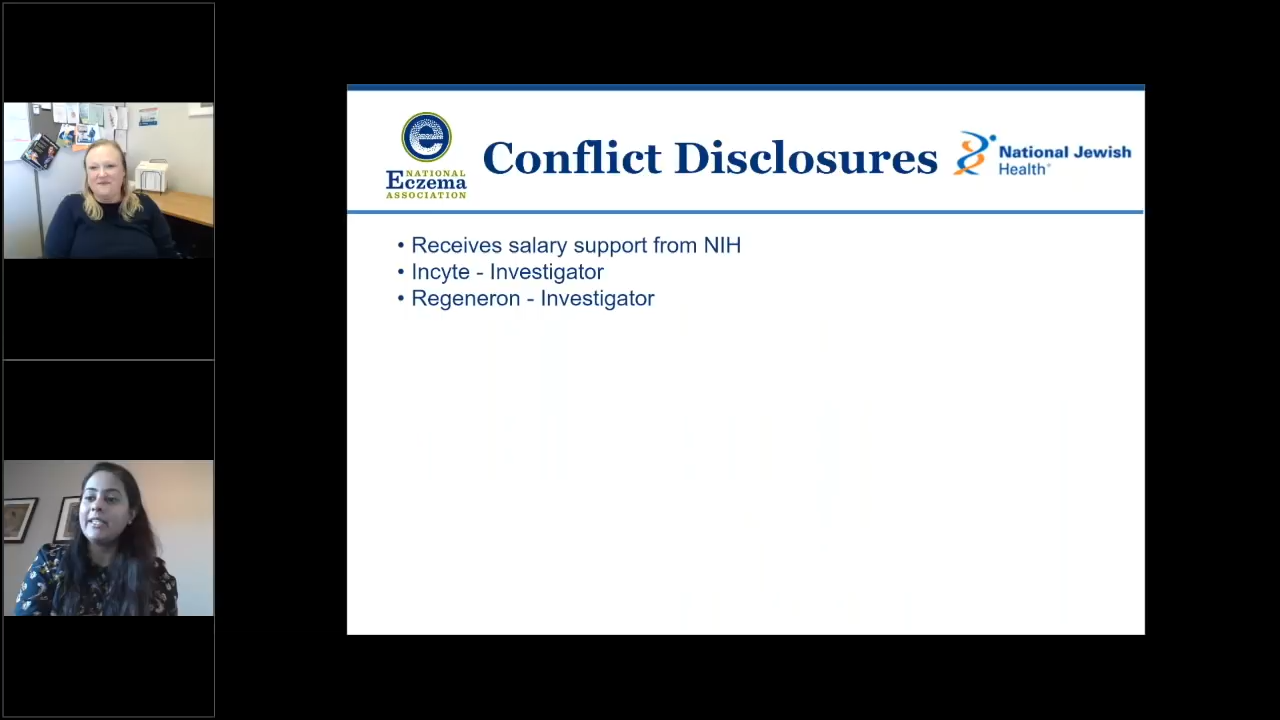 NATIONAL
Eczema
ASSOCIATION
Conflict Disclosures
National Jewish
Health®
• Receives salary support from NIH
• Incyte - Investigator
• Regeneron - Investigator